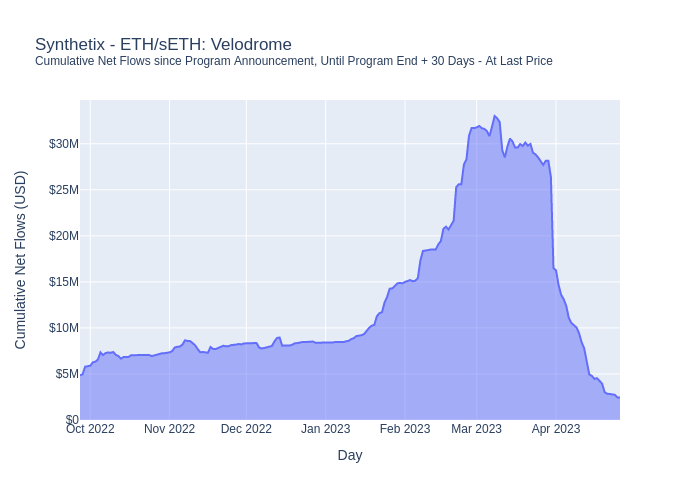 Synthetix - ETH/sETH: Velodrome
Cumulative Net Flows since Program Announcement, Until Program End + 30 Days - At Last Price
Cumulative Net Flows (USD)
$30M
$25M
$20M
$15M
$10M
$5M
$0
Oct 2022 Nov 2022 Dec 2022 Jan 2023 Feb 2023 Mar 2023 Apr 2023
Day